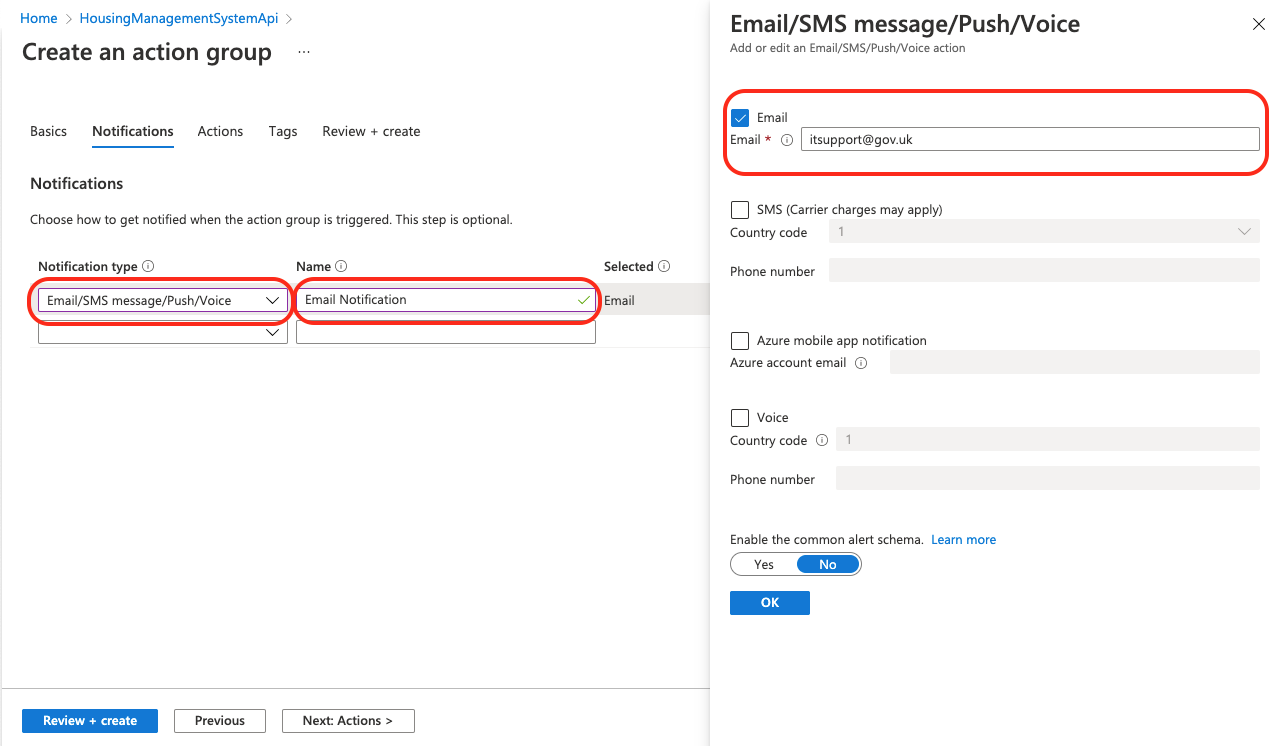 Home > HousingManagementSystemApi >
Create an action group ...
Basics Notifications Actions Tags Review + create
Notifications
Choose how to get notified when the action group is triggered. This step is optional.
Notification type Name Selected
Email/SMS message/Push/Voice Email Notification Email
Review + create Previous Next: Actions >
Email/SMS message/Push/Voice
Add or edit an Email/SMS/Push/Voice action
Email
Email * itsupport@gov.uk
SMS (Carrier charges may apply)
Country code 1
Phone number
Azure mobile app notification
Azure account email
Voice
Country code 1
Phone number
Enable the common alert schema. Learn more
Yes No
OK